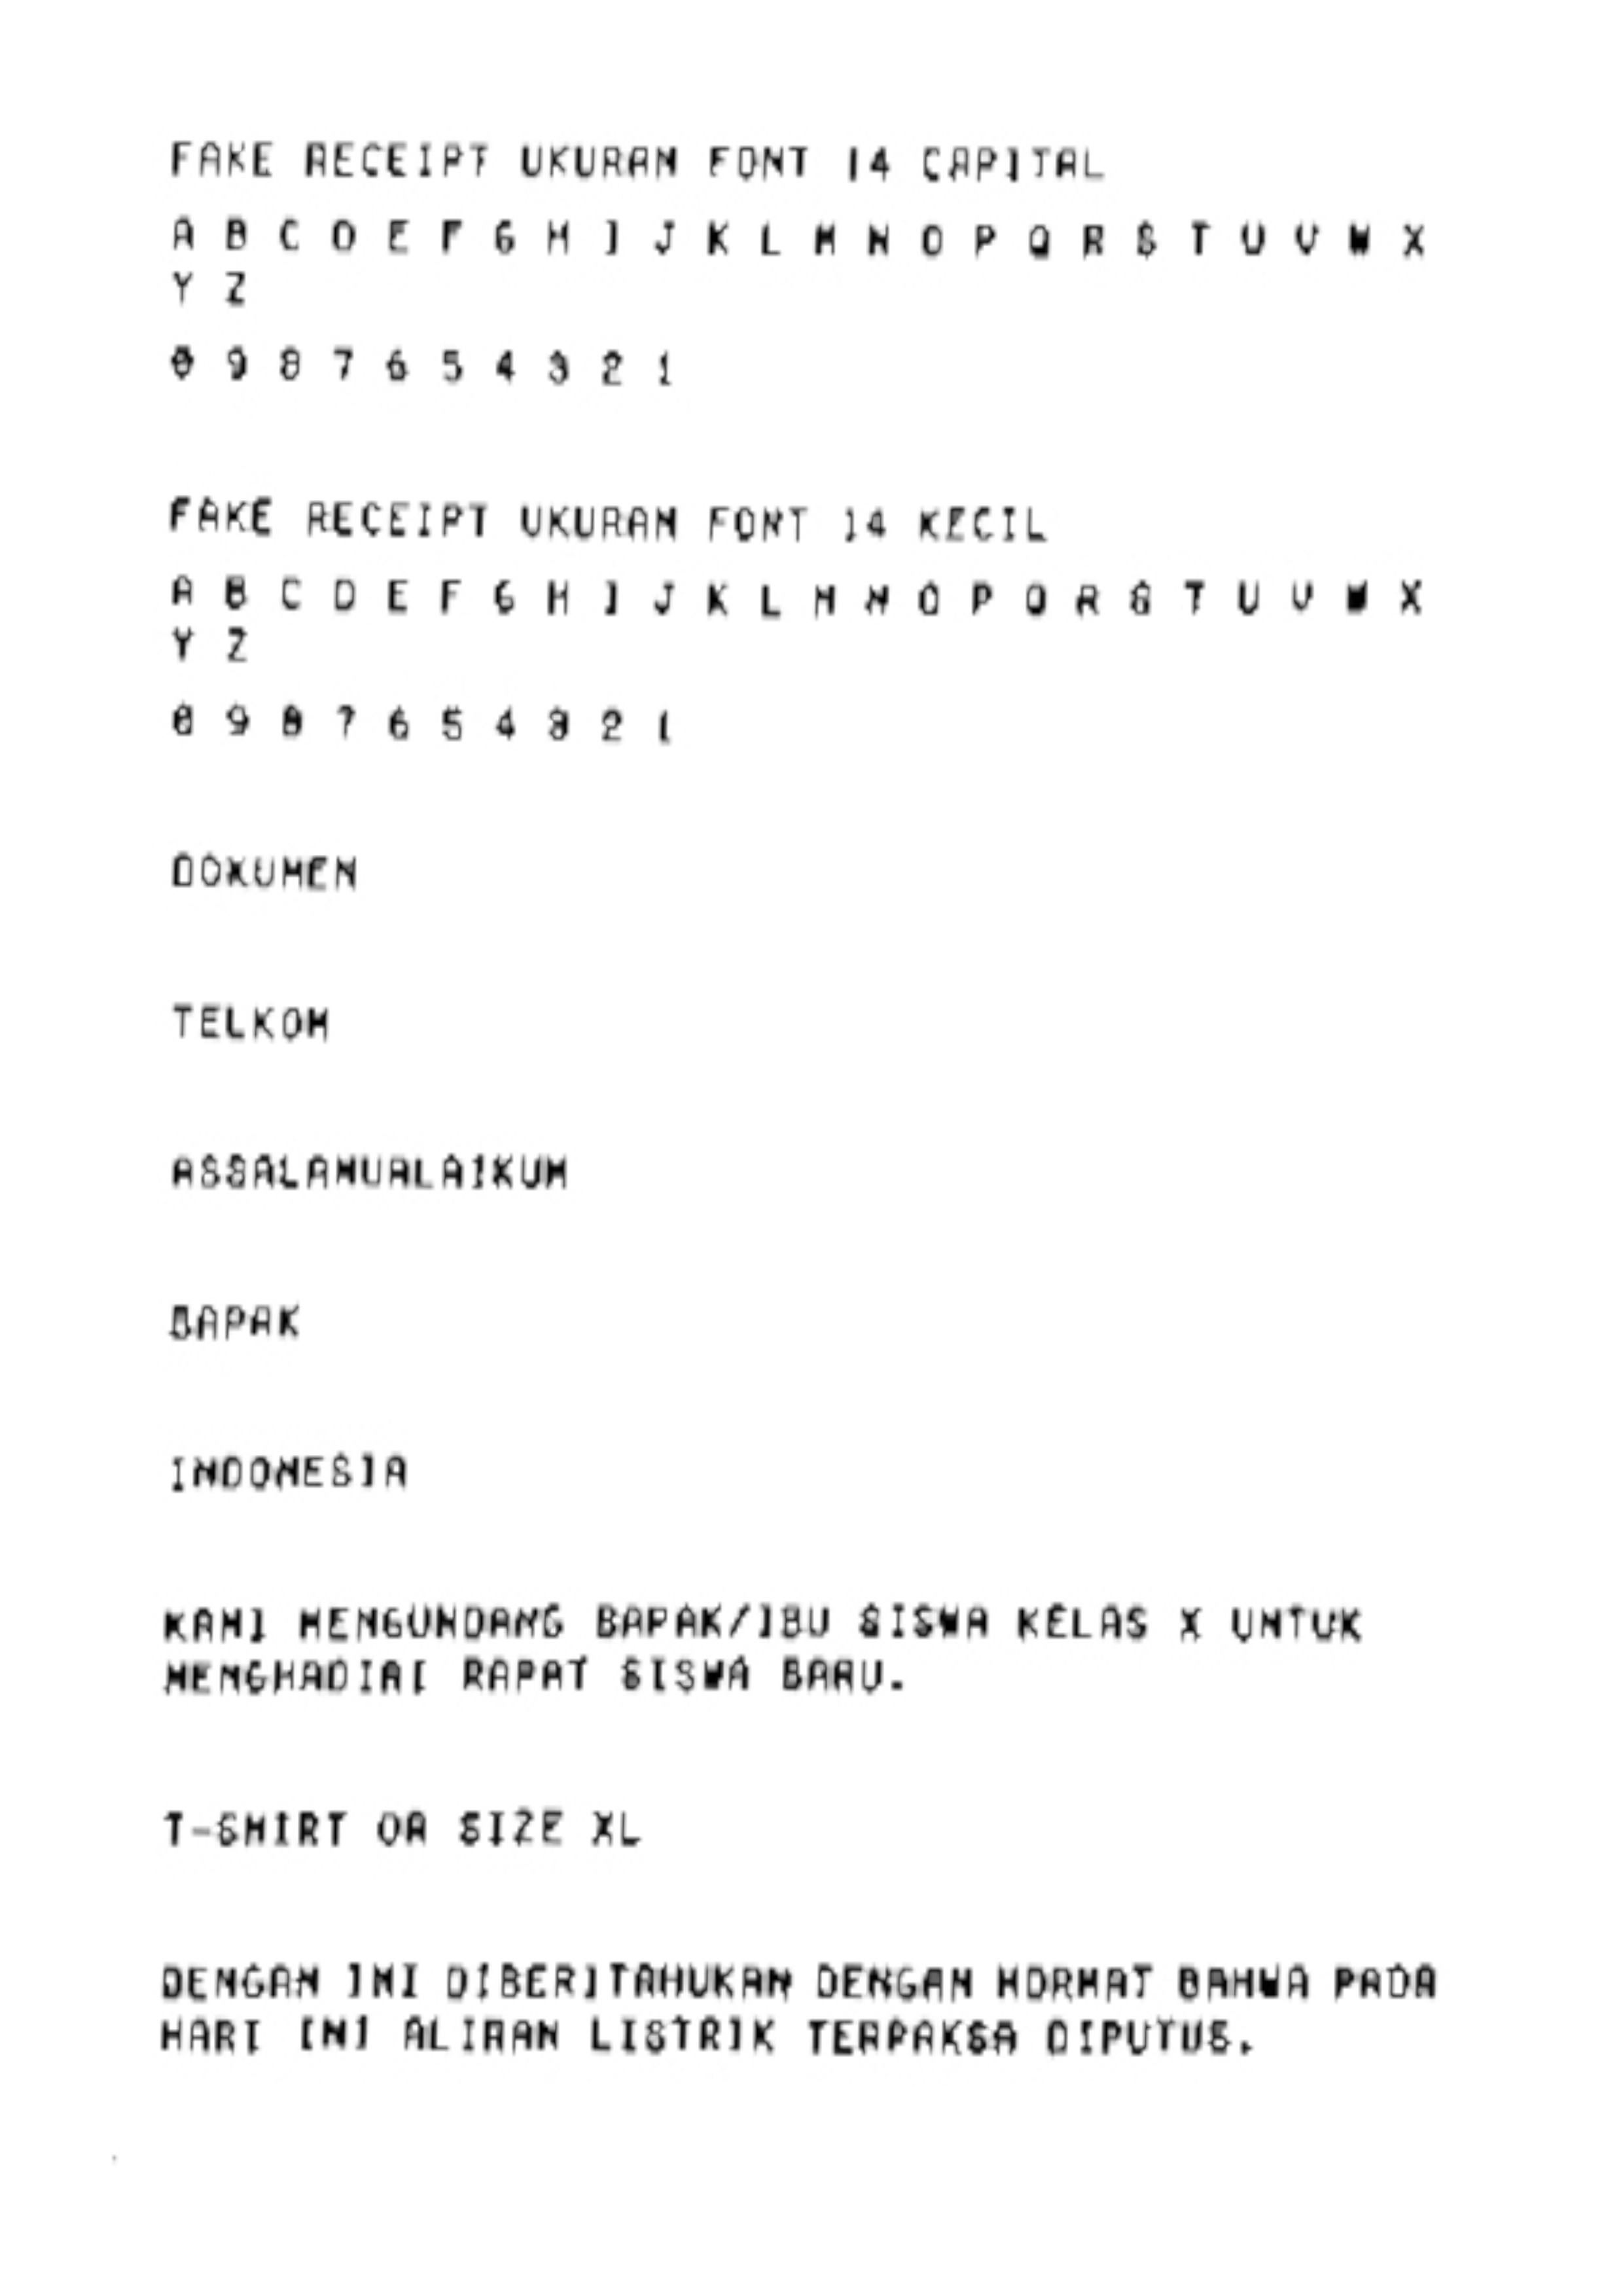 FAKE RECEIPT UKURAN FONT 14 CAPITAL
A B C D E F G H I J K L M N O P Q R S T U V W X
Y Z
0 9 8 7 6 5 4 3 2 1
FAKE RECEIPT UKURAN FONT 14 KECIL
A B C D E F G H I J K L M N O P Q R S T U V W X
Y Z
0 9 8 7 6 5 4 3 2 1
DOKUMEN
TELKOM
ASSALAMUALAIKUM
BAPAK
INDONESIA
KAMI MENGUNDANG BAPAK/IBU SISWA KELAS X UNTUK
MENGHADIAI RAPAT SISWA BARU.
T-SHIRT OR SIZE XL
DENGAN INI DIBERITAHUKAN DENGAN HORMAT BAHWA PADA
HARI INI ALIRAN LISTRIK TERPAKSA DIPUTUS.